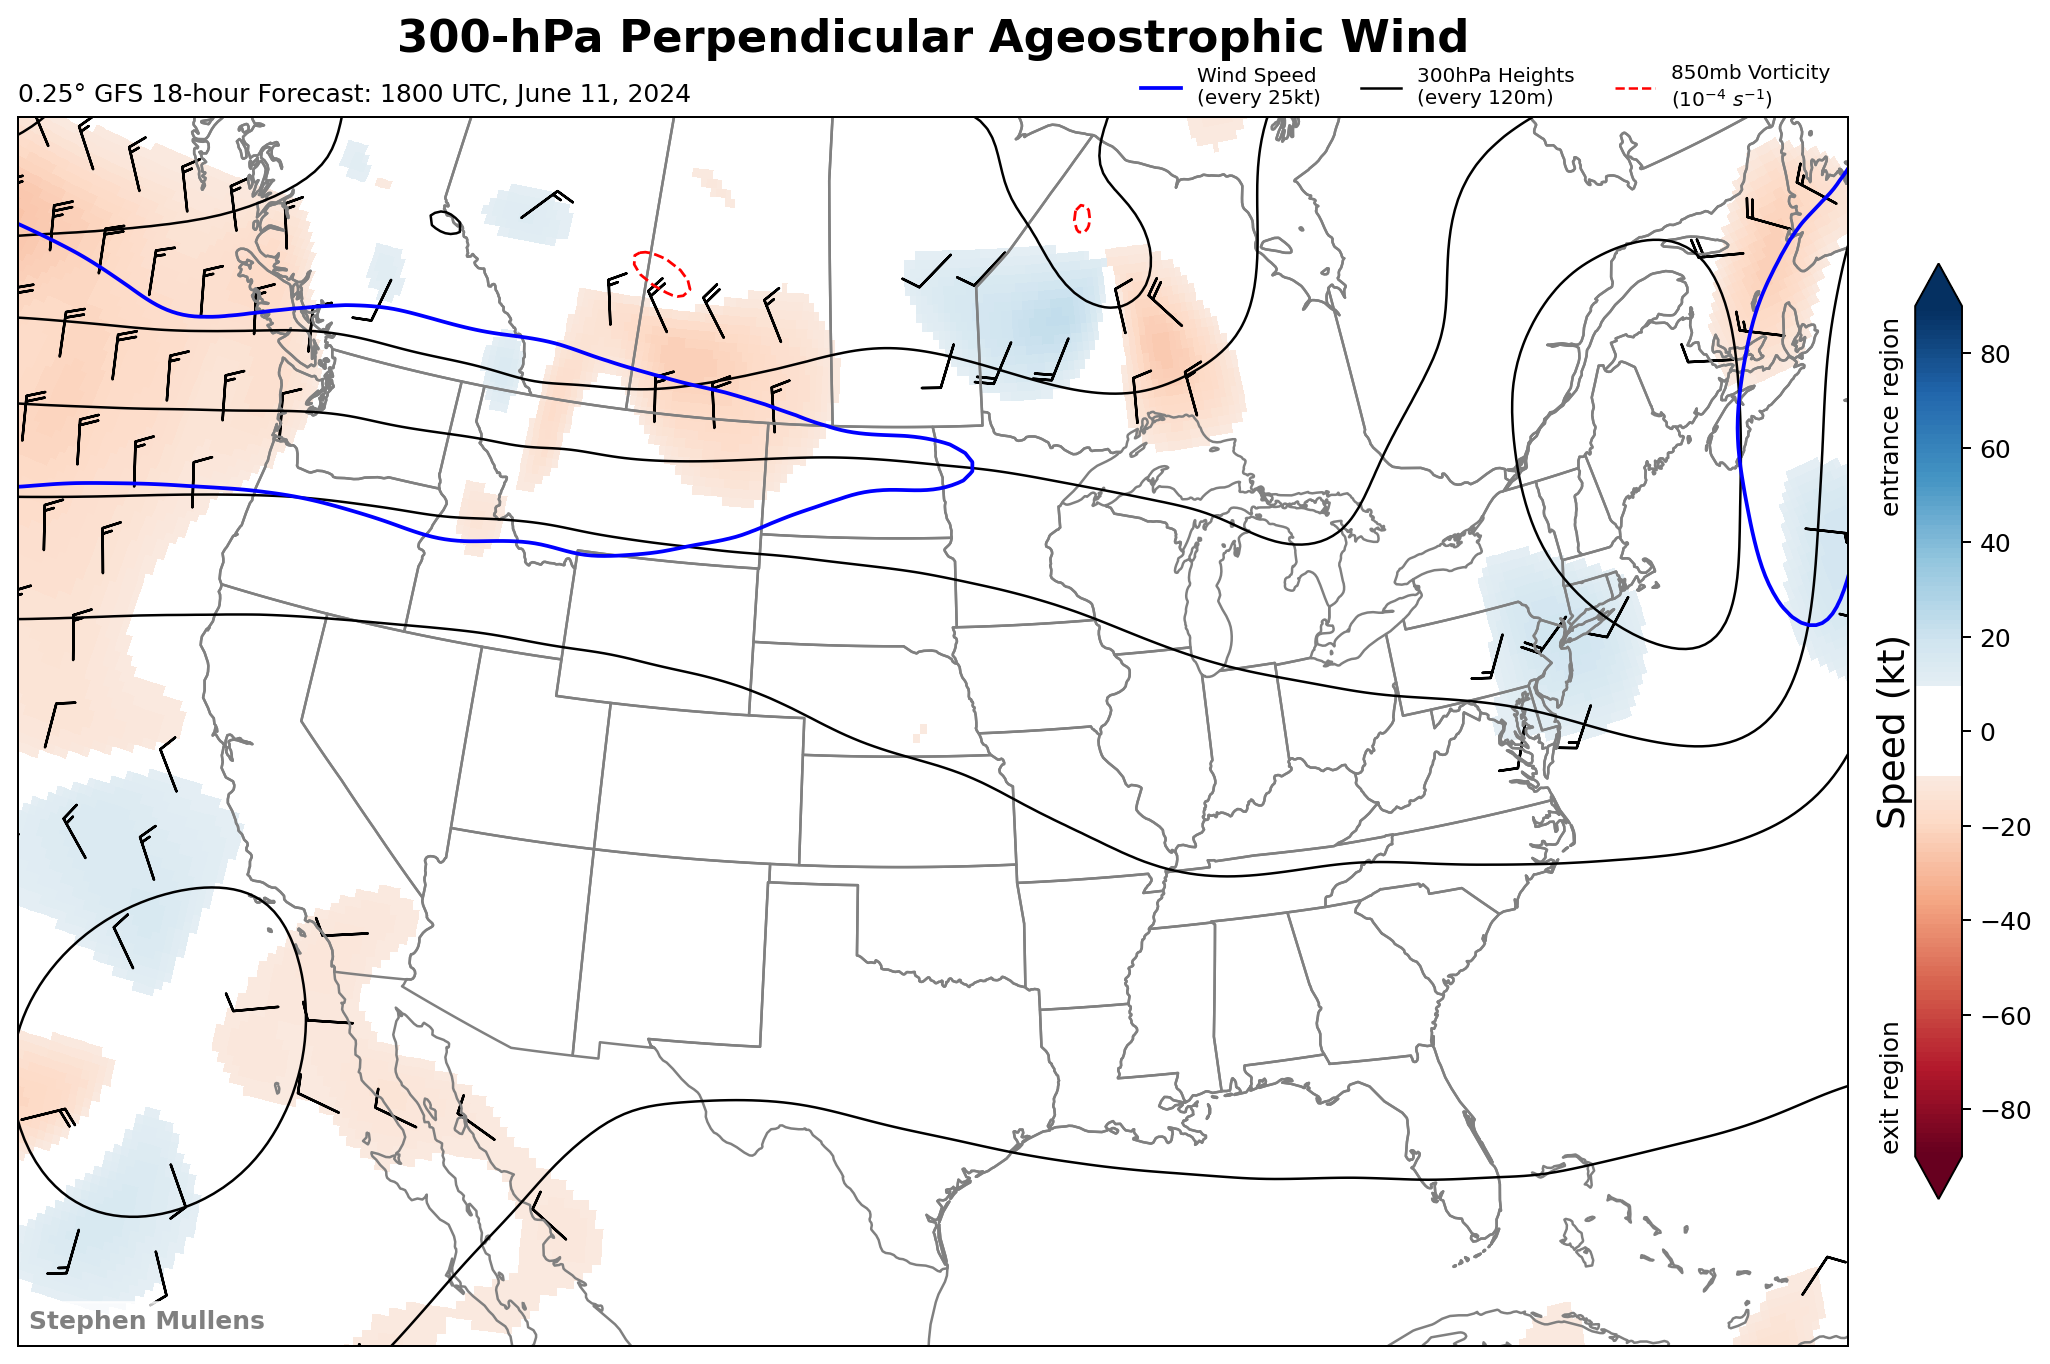 300-hPa Perpendicular Ageostrophic Wind
0.25° GFS 18-hour Forecast: 1800 UTC, June 11, 2024
Wind Speed
(every 25kt)
300hPa Heights
(every 120m)
850mb Vorticity
(10⁻⁴ s⁻¹)
entrance region
Speed (kt)
exit region
80
60
40
20
0
−20
−40
−60
−80
Stephen Mullens